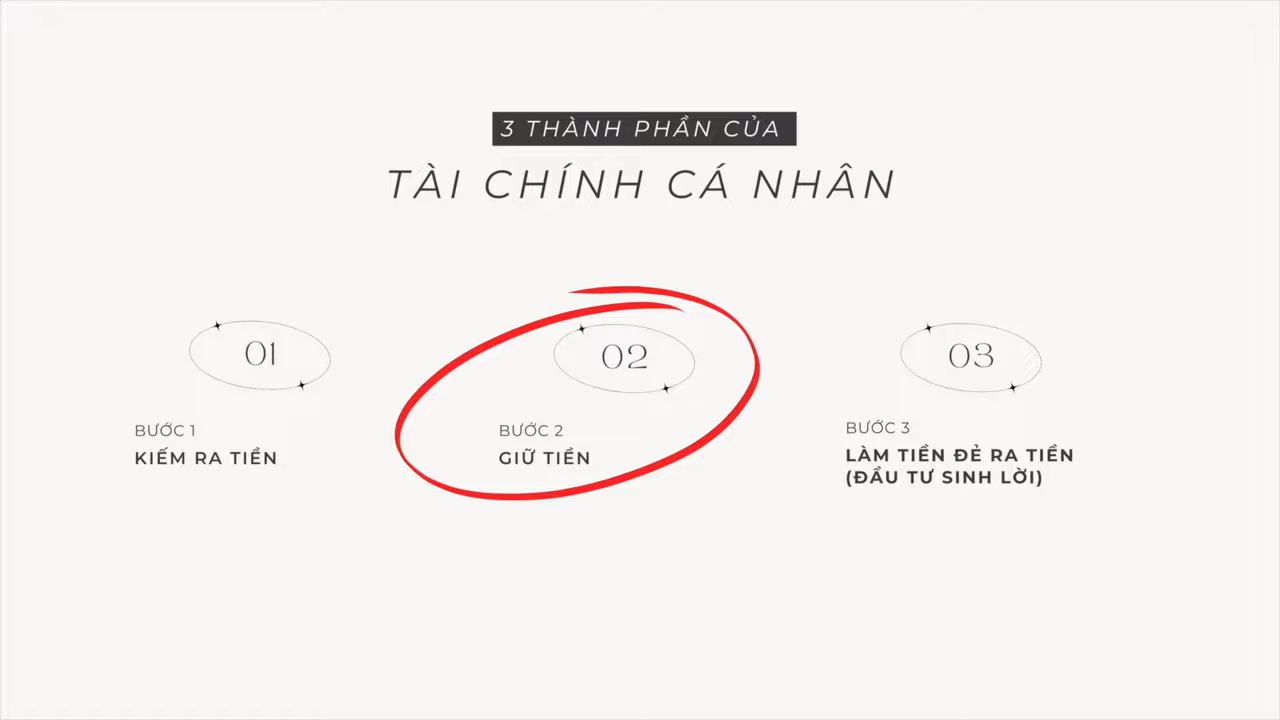 3 THÀNH PHẦN CỦA
TÀI CHÍNH CÁ NHÂN
01
BƯỚC 1
KIẾM RA TIỀN
02
BƯỚC 2
GIỮ TIỀN
03
BƯỚC 3
LÀM TIỀN ĐẺ RA TIỀN
(ĐẦU TƯ SINH LỜI)